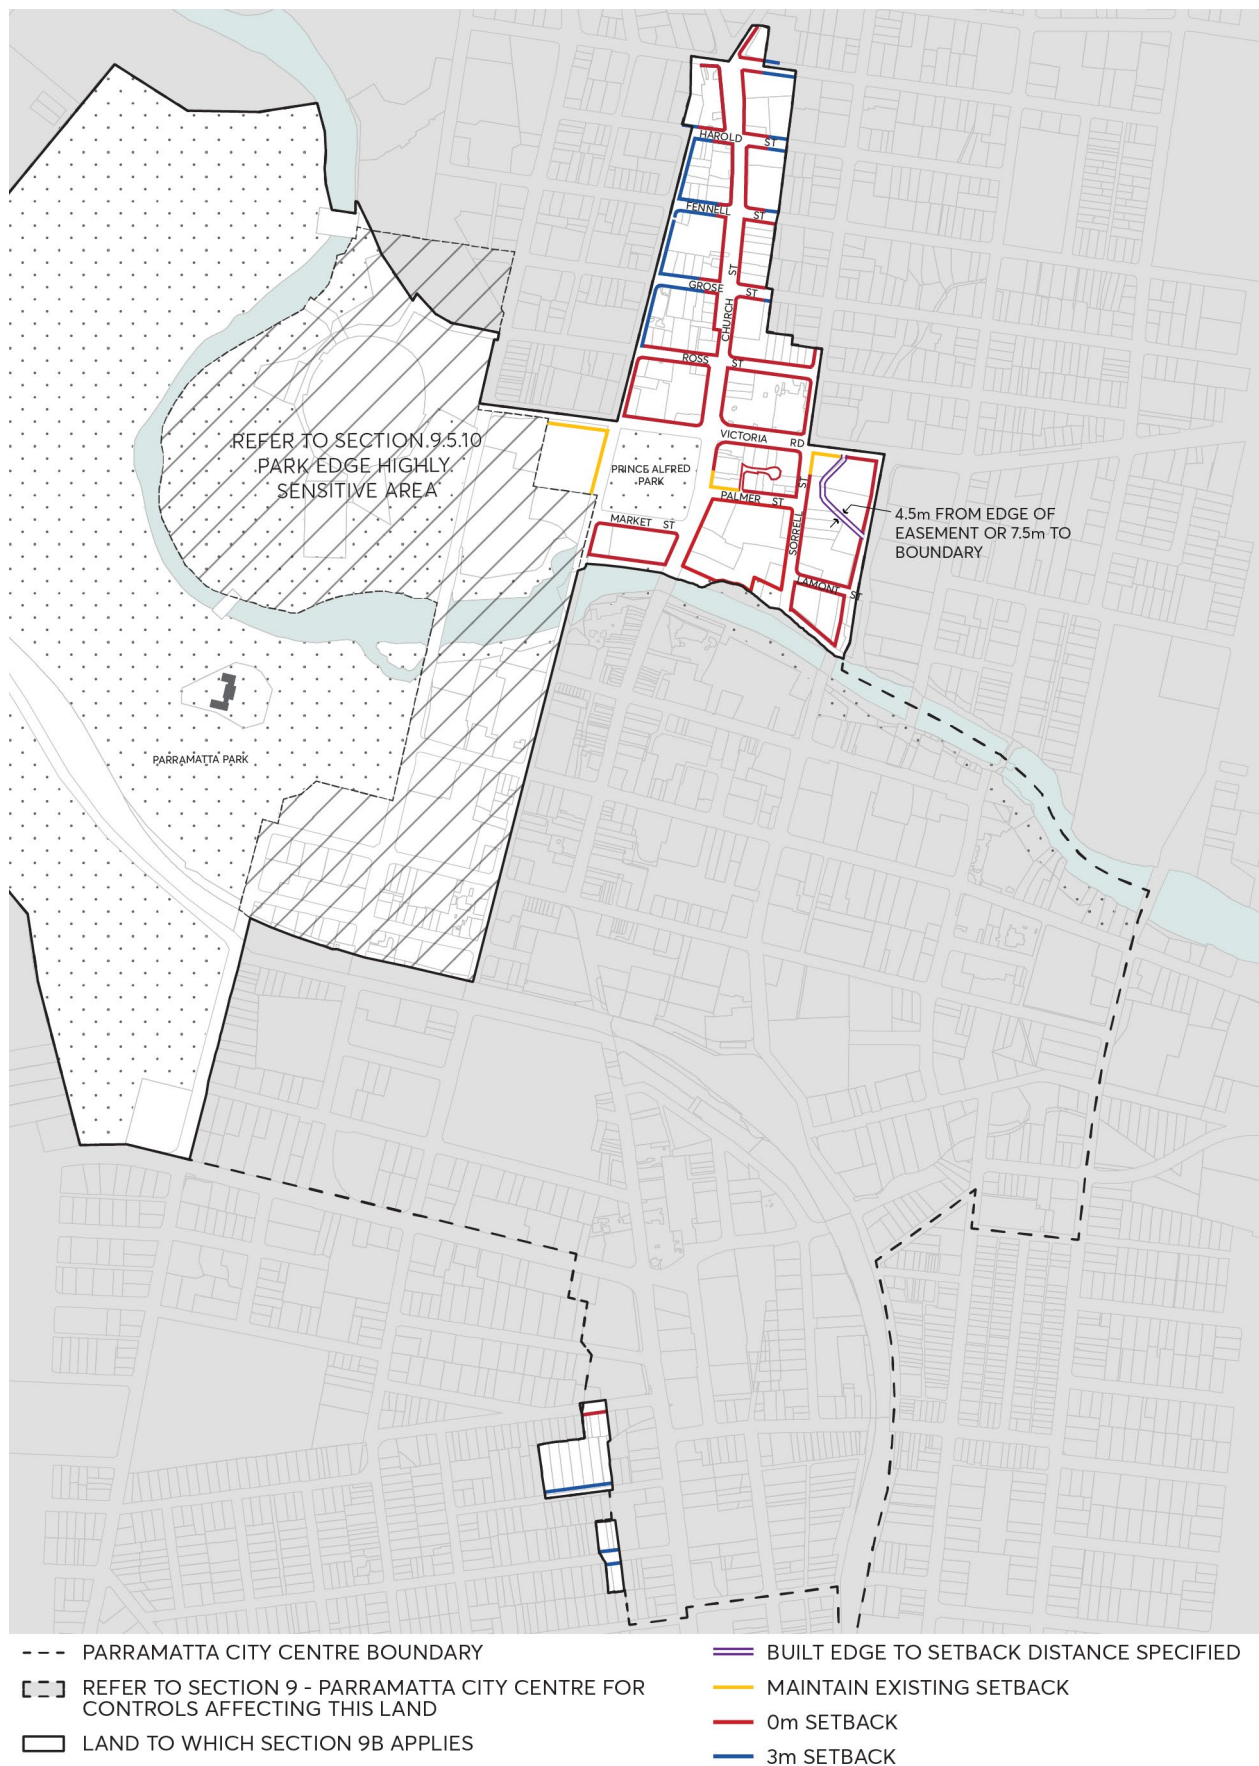 HAROLD ST
FENNELL ST
GROSE ST
CHURCH ST
ROSS ST
VICTORIA RD
REFER TO SECTION 9.5.10
PARK EDGE HIGHLY
SENSITIVE AREA
PRINCE ALFRED
PARK
PALMER ST
SORRELL ST
MARKET ST
4.5m FROM EDGE OF
EASEMENT OR 7.5m TO
BOUNDARY
LAMONT ST
PARRAMATTA PARK
PARRAMATTA CITY CENTRE BOUNDARY
REFER TO SECTION 9 - PARRAMATTA CITY CENTRE FOR
CONTROLS AFFECTING THIS LAND
LAND TO WHICH SECTION 9B APPLIES
BUILT EDGE TO SETBACK DISTANCE SPECIFIED
MAINTAIN EXISTING SETBACK
0m SETBACK
3m SETBACK